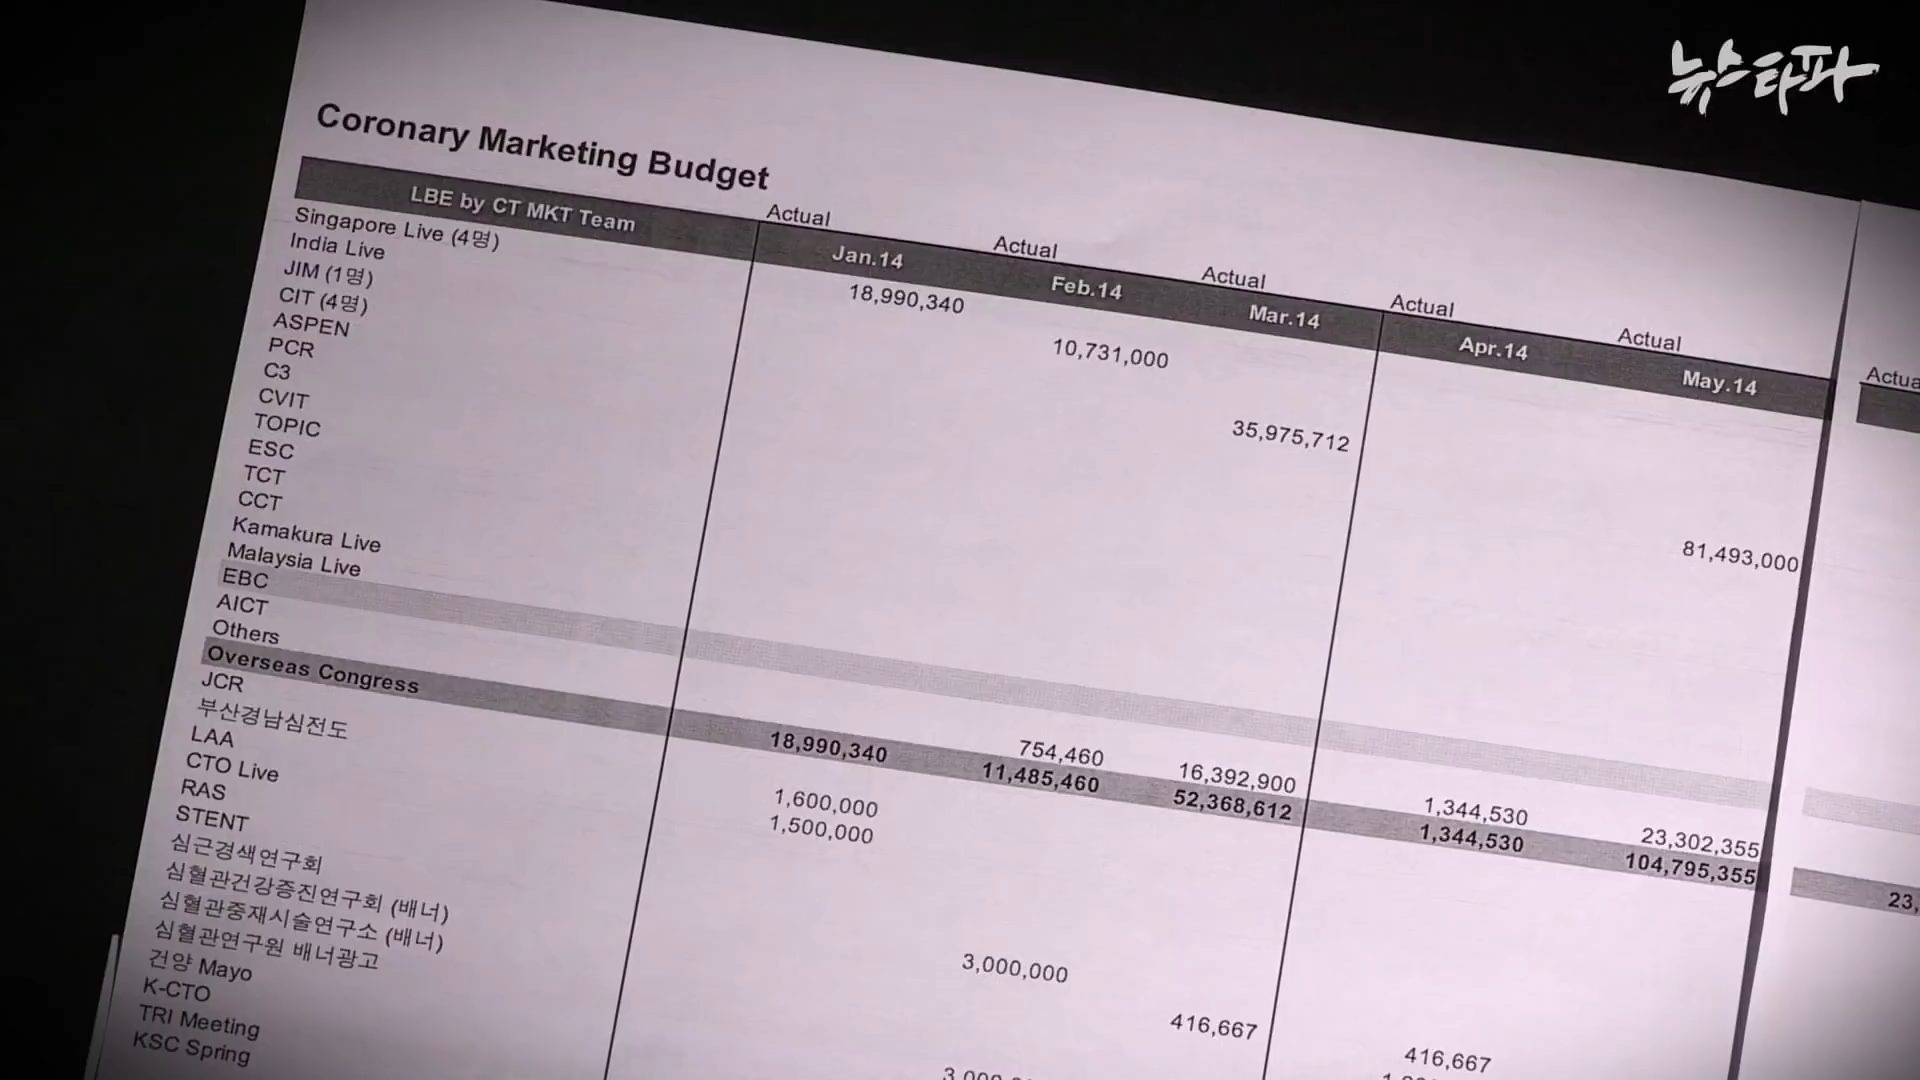 뉴스타파
Coronary Marketing Budget
Actual Actual Actual Actual Actual
LBE by CT MKT Team Jan.14 Feb.14 Mar.14 Apr.14 May.14
Singapore Live (4명) 18,990,340
India Live
JIM (1명) 10,731,000
CIT (4명)
ASPEN 35,975,712
PCR 81,493,000
C3
CVIT
TOPIC
ESC
TCT
CCT
Kamakura Live
Malaysia Live
EBC
AICT
Others 754,460 16,392,900 1,344,530 23,302,355
Overseas Congress 18,990,340 11,485,460 52,368,612 1,344,530 104,795,355 23,
JCR 1,600,000
부산경남심전도 1,500,000
LAA
CTO Live
RAS
STENT 3,000,000
심근경색연구회
심혈관건강증진연구회 (배너) 416,667 416,667
심혈관중재시술연구소 (배너)
심혈관연구원 배너광고
건양 Mayo
K-CTO
TRI Meeting
KSC Spring